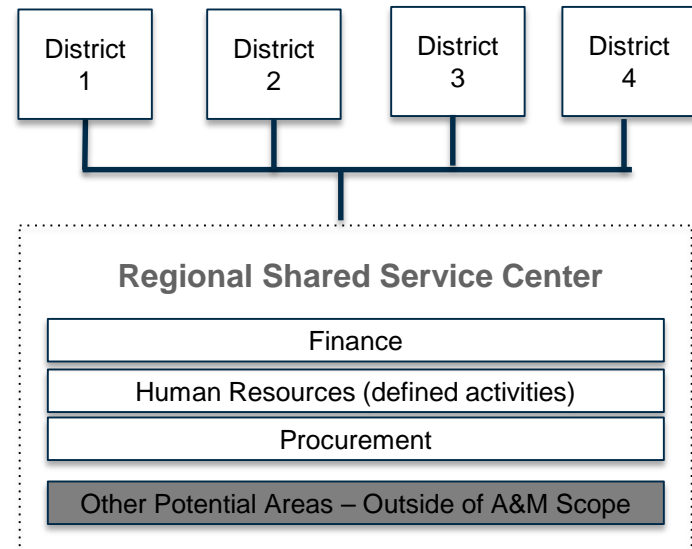 District
1
District
2
District
3
District
4
Regional Shared Service Center
Finance
Human Resources (defined activities)
Procurement
Other Potential Areas – Outside of A&M Scope